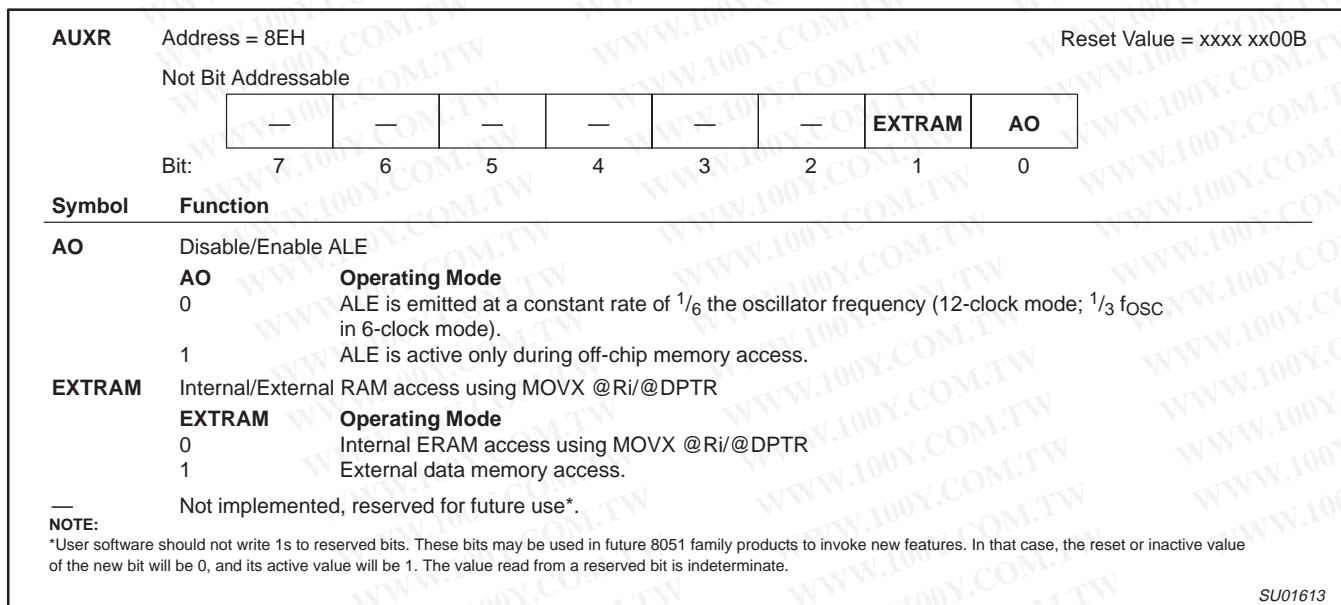 AUXR Address = 8EH Reset Value = xxxx xx00B
Not Bit Addressable
— — — — — — EXTRAM AO
Bit: 7 6 5 4 3 2 1 0
Symbol Function
AO Disable/Enable ALE
AO Operating Mode
0 ALE is emitted at a constant rate of 1/6 the oscillator frequency (12-clock mode; 1/3 fOSC
in 6-clock mode).
1 ALE is active only during off-chip memory access.
EXTRAM Internal/External RAM access using MOVX @Ri/@DPTR
EXTRAM Operating Mode
0 Internal ERAM access using MOVX @Ri/@DPTR
1 External data memory access.
— Not implemented, reserved for future use*.
NOTE:
*User software should not write 1s to reserved bits. These bits may be used in future 8051 family products to invoke new features. In that case, the reset or inactive value
of the new bit will be 0, and its active value will be 1. The value read from a reserved bit is indeterminate.
SU01613
WWW.100Y.COM.TW